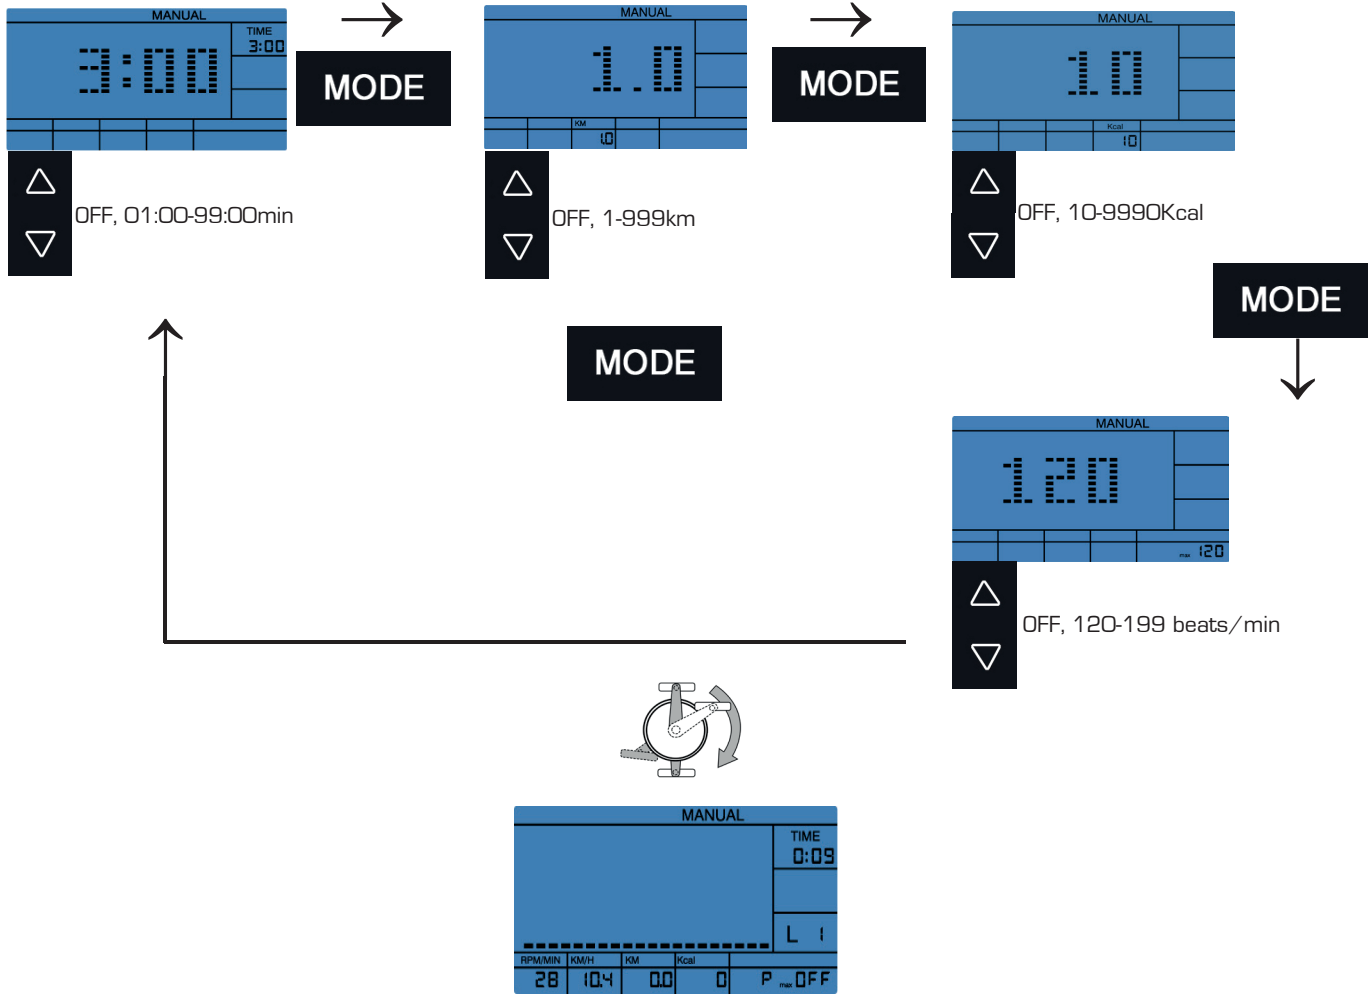 MANUAL
TIME
3:00
3:00
MODE
MANUAL
1.0
KM
1.0
MODE
MANUAL
10
Kcal
10
OFF, 01:00-99:00min
OFF, 1-999km
OFF, 10-9990Kcal
MODE
MODE
MANUAL
120
max 120
OFF, 120-199 beats/min
MANUAL
TIME
0:09
L 1
RPM/MIN KM/H KM Kcal
28 10.4 0.0 0 P max OFF